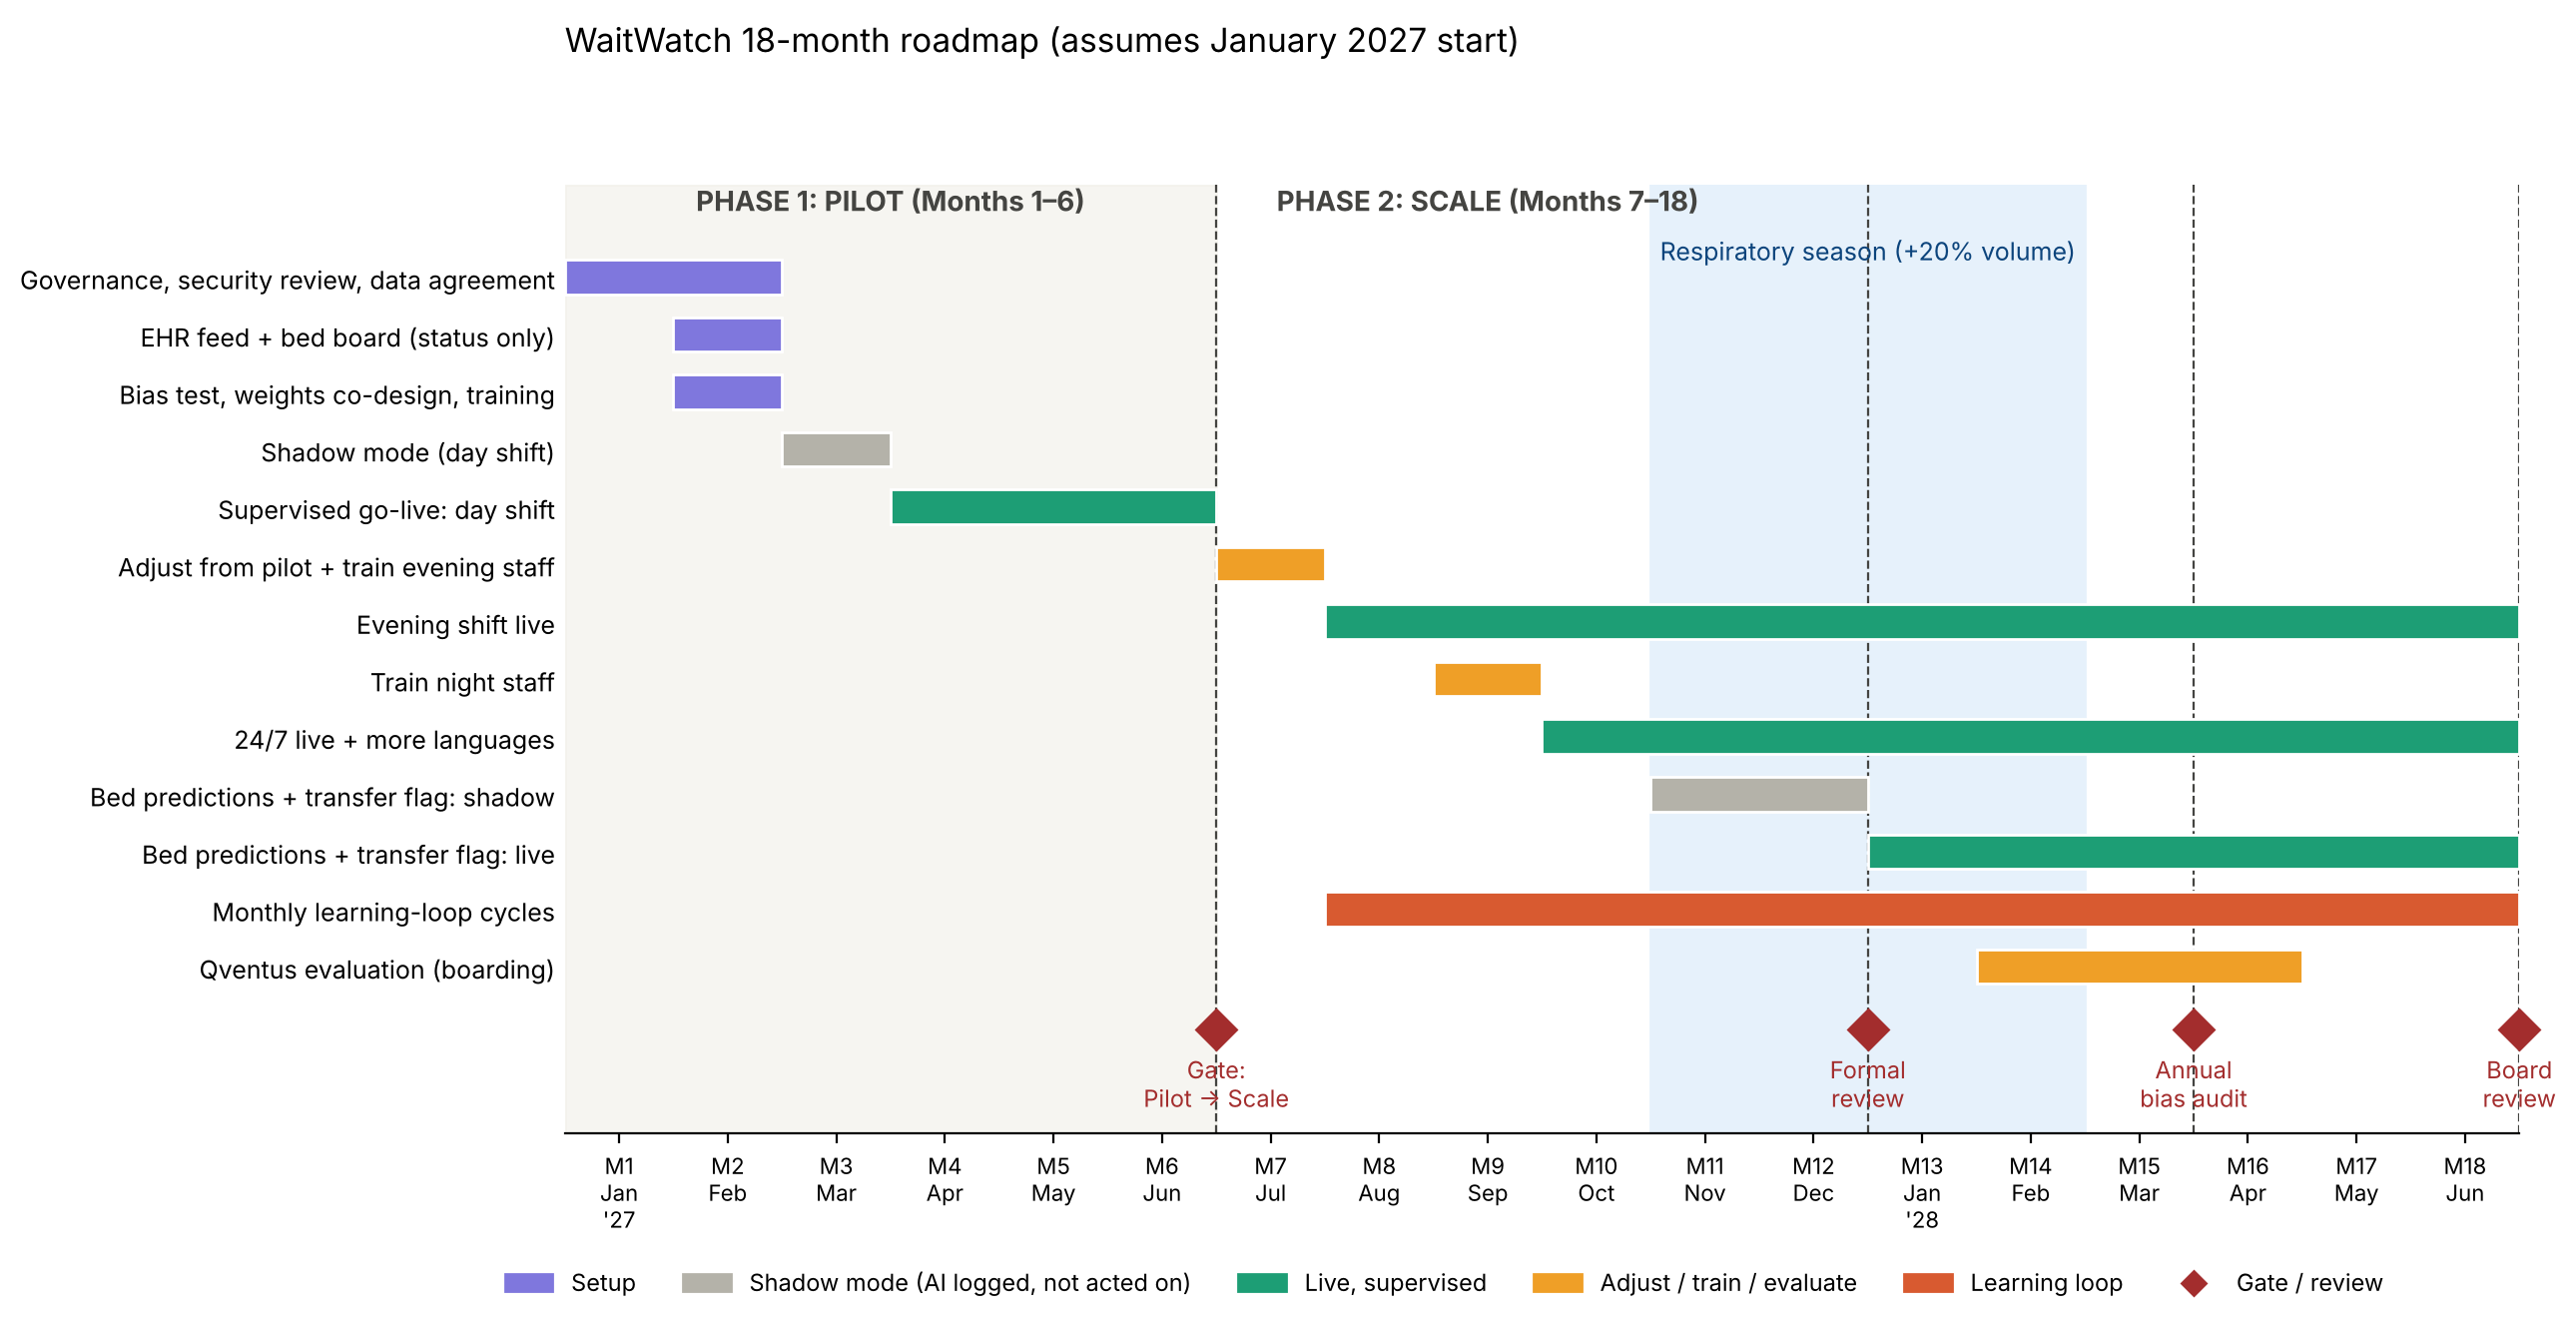 WaitWatch 18-month roadmap (assumes January 2027 start)
PHASE 1: PILOT (Months 1–6)
PHASE 2: SCALE (Months 7–18)
Respiratory season (+20% volume)
Governance, security review, data agreement
EHR feed + bed board (status only)
Bias test, weights co-design, training
Shadow mode (day shift)
Supervised go-live: day shift
Adjust from pilot + train evening staff
Evening shift live
Train night staff
24/7 live + more languages
Bed predictions + transfer flag: shadow
Bed predictions + transfer flag: live
Monthly learning-loop cycles
Qventus evaluation (boarding)
Gate:
Pilot → Scale
Formal
review
Annual
bias audit
Board
review
M1
Jan
'27
M2
Feb
M3
Mar
M4
Apr
M5
May
M6
Jun
M7
Jul
M8
Aug
M9
Sep
M10
Oct
M11
Nov
M12
Dec
M13
Jan
'28
M14
Feb
M15
Mar
M16
Apr
M17
May
M18
Jun
Setup
Shadow mode (AI logged, not acted on)
Live, supervised
Adjust / train / evaluate
Learning loop
Gate / review